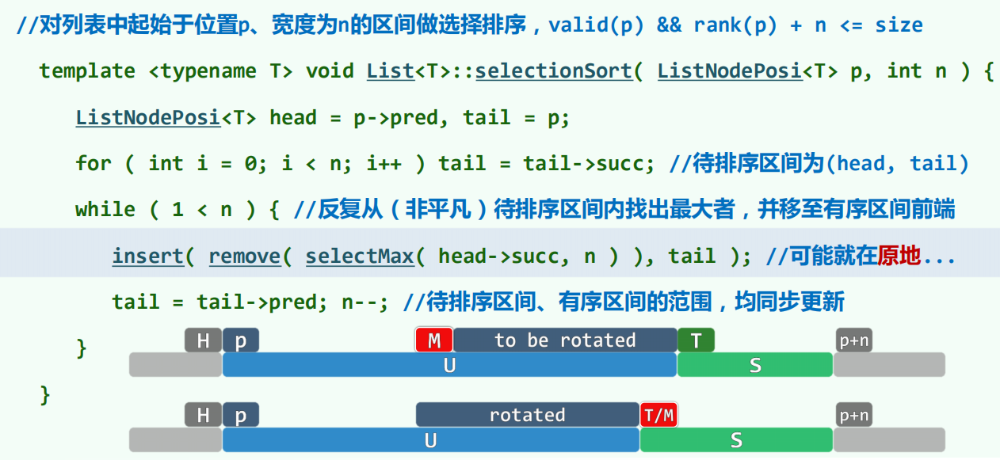 //对列表中起始于位置p、宽度为n的区间做选择排序，valid(p) && rank(p) + n <= size
template <typename T> void List<T>::selectionSort( ListNodePosi<T> p, int n ) {
ListNodePosi<T> head = p->pred, tail = p;
for ( int i = 0; i < n; i++ ) tail = tail->succ; //待排序区间为(head, tail)
while ( 1 < n ) { //反复从（非平凡）待排序区间内找出最大者，并移至有序区间前端
insert( remove( selectMax( head->succ, n ) ), tail ); //可能就在原地...
tail = tail->pred; n--; //待排序区间、有序区间的范围，均同步更新
}
H p M to be rotated T p+n
U S
}
H p rotated T/M p+n
U S